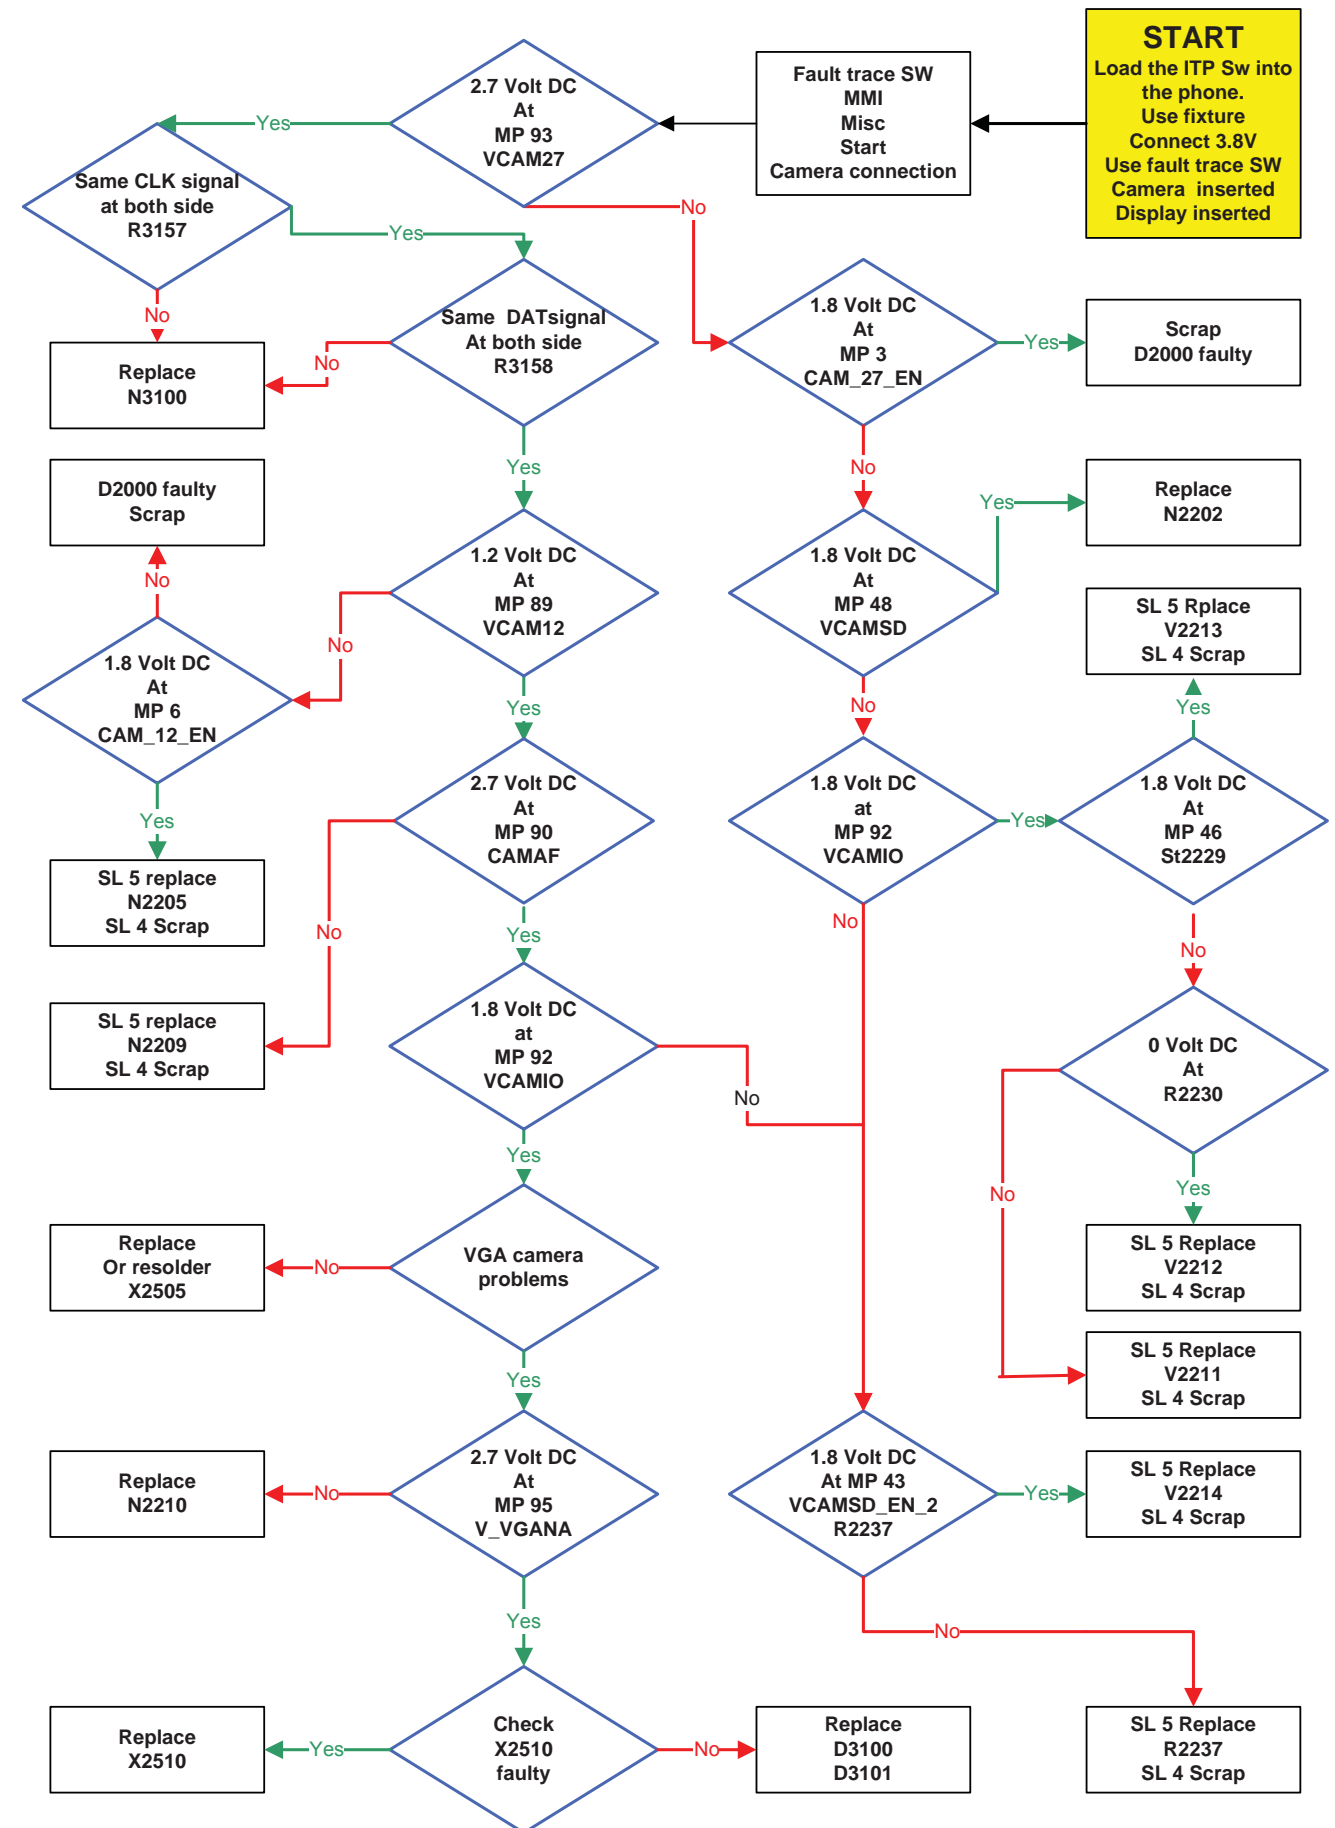 START
Load the ITP Sw into
the phone.
Use fixture
Connect 3.8V
Use fault trace SW
Camera inserted
Display inserted
Fault trace SW
MMI
Misc
Start
Camera connection
2.7 Volt DC
At
MP 93
VCAM27
Yes
No
Same CLK signal
at both side
R3157
Yes
No
Replace
N3100
Same DATsignal
At both side
R3158
No
Yes
1.8 Volt DC
At
MP 3
CAM_27_EN
Yes
No
Scrap
D2000 faulty
D2000 faulty
Scrap
No
1.2 Volt DC
At
MP 89
VCAM12
No
Yes
1.8 Volt DC
At
MP 48
VCAMSD
Yes
No
Replace
N2202
SL 5 Rplace
V2213
SL 4 Scrap
Yes
1.8 Volt DC
At
MP 6
CAM_12_EN
Yes
SL 5 replace
N2205
SL 4 Scrap
2.7 Volt DC
At
MP 90
CAMAF
No
Yes
1.8 Volt DC
at
MP 92
VCAMIO
Yes
No
1.8 Volt DC
At
MP 46
St2229
No
SL 5 replace
N2209
SL 4 Scrap
1.8 Volt DC
at
MP 92
VCAMIO
No
Yes
0 Volt DC
At
R2230
No
Yes
SL 5 Replace
V2212
SL 4 Scrap
Replace
Or resolder
X2505
No
VGA camera
problems
Yes
SL 5 Replace
V2211
SL 4 Scrap
Replace
N2210
No
2.7 Volt DC
At
MP 95
V_VGANA
Yes
1.8 Volt DC
At MP 43
VCAMSD_EN_2
R2237
Yes
No
SL 5 Replace
V2214
SL 4 Scrap
Replace
X2510
Yes
Check
X2510
faulty
No
Replace
D3100
D3101
SL 5 Replace
R2237
SL 4 Scrap